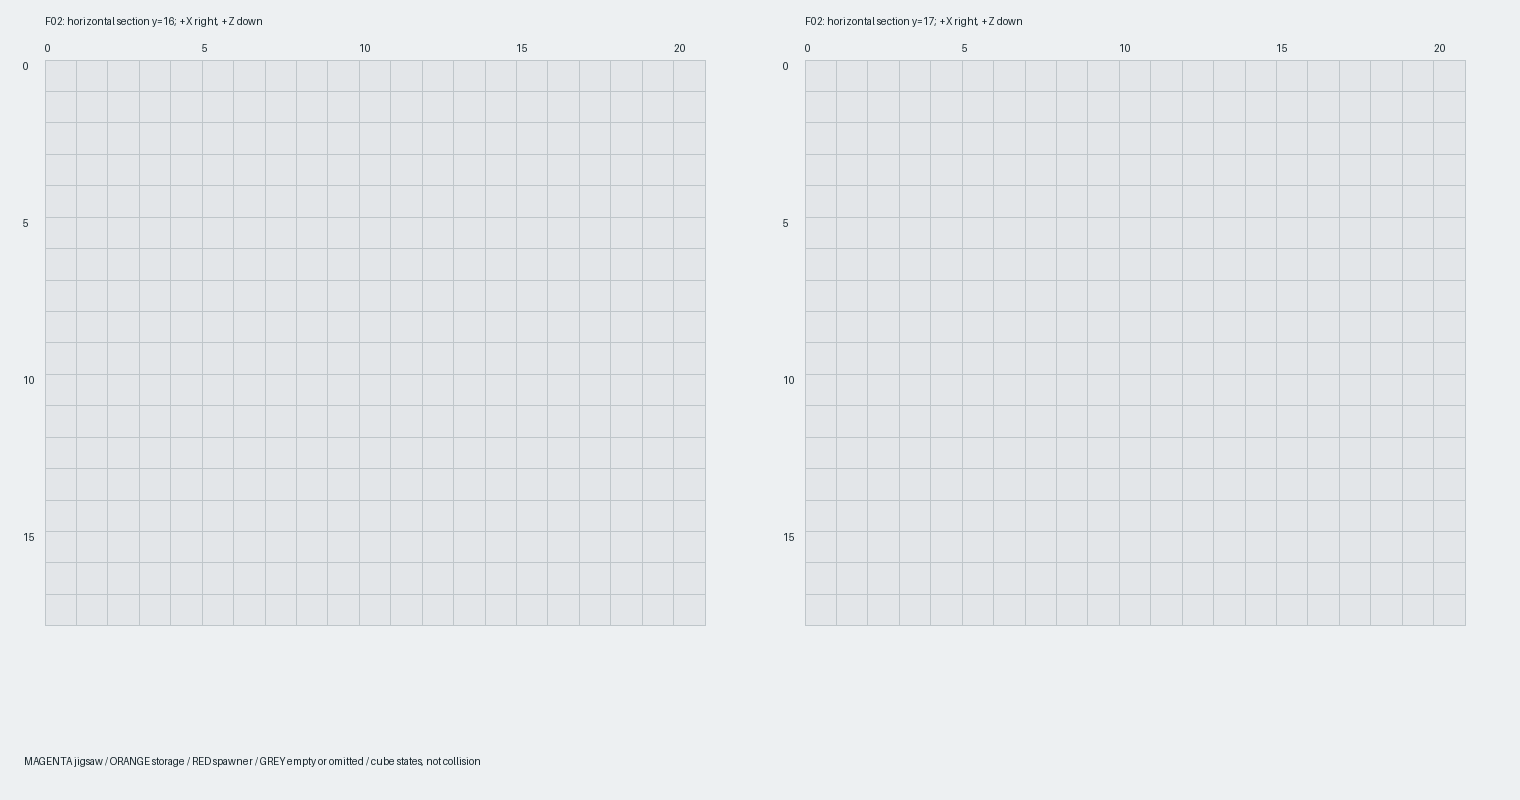 F02: horizontal section y=16; +X right, +Z down
F02: horizontal section y=17; +X right, +Z down
0 5 10 15 20
0 5 10 15 20
0
0
5
5
10
10
15
15
MAGENTA jigsaw / ORANGE storage / RED spawner / GREY empty or omitted / cube states, not collision